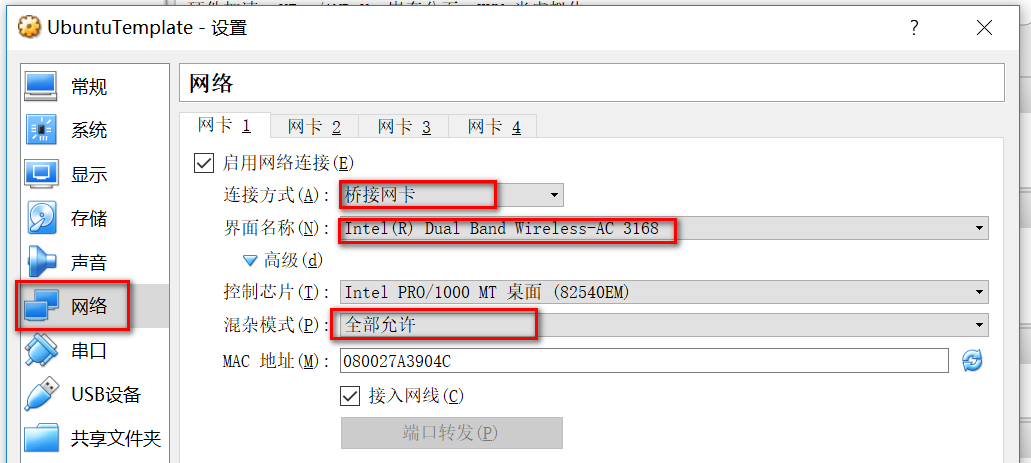 UbuntuTemplate - 设置
?
常规
系统
显示
存储
声音
网络
串口
USB设备
共享文件夹
网络
网卡 1
网卡 2
网卡 3
网卡 4
启用网络连接(E)
连接方式(A): 桥接网卡
界面名称(N): Intel(R) Dual Band Wireless-AC 3168
高级(d)
控制芯片(T): Intel PRO/1000 MT 桌面 (82540EM)
混杂模式(P): 全部允许
MAC 地址(M): 080027A3904C
接入网线(C)
端口转发(P)